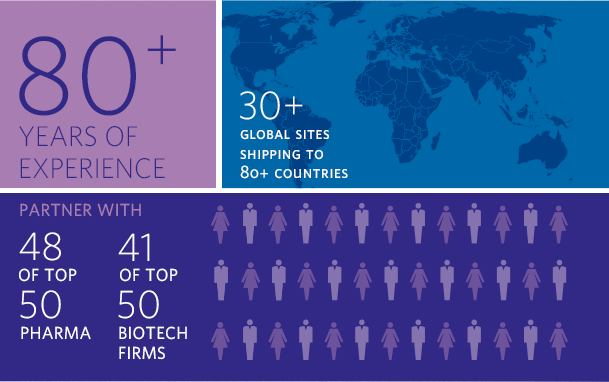 80+
YEARS OF
EXPERIENCE
30+
GLOBAL SITES
SHIPPING TO
80+ COUNTRIES
PARTNER WITH
48
OF TOP
50
PHARMA
41
OF TOP
50
BIOTECH
FIRMS